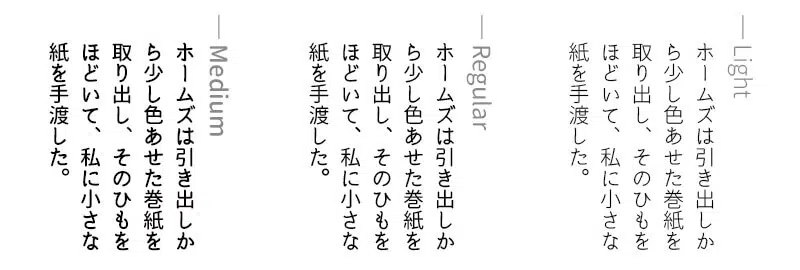 — Light
ホームズは引き出しか
ら少し色あせた巻紙を
取り出し、そのひもを
ほどいて、私に小さな
紙を手渡した。
— Regular
ホームズは引き出しか
ら少し色あせた巻紙を
取り出し、そのひもを
ほどいて、私に小さな
紙を手渡した。
— Medium
ホームズは引き出しか
ら少し色あせた巻紙を
取り出し、そのひもを
ほどいて、私に小さな
紙を手渡した。